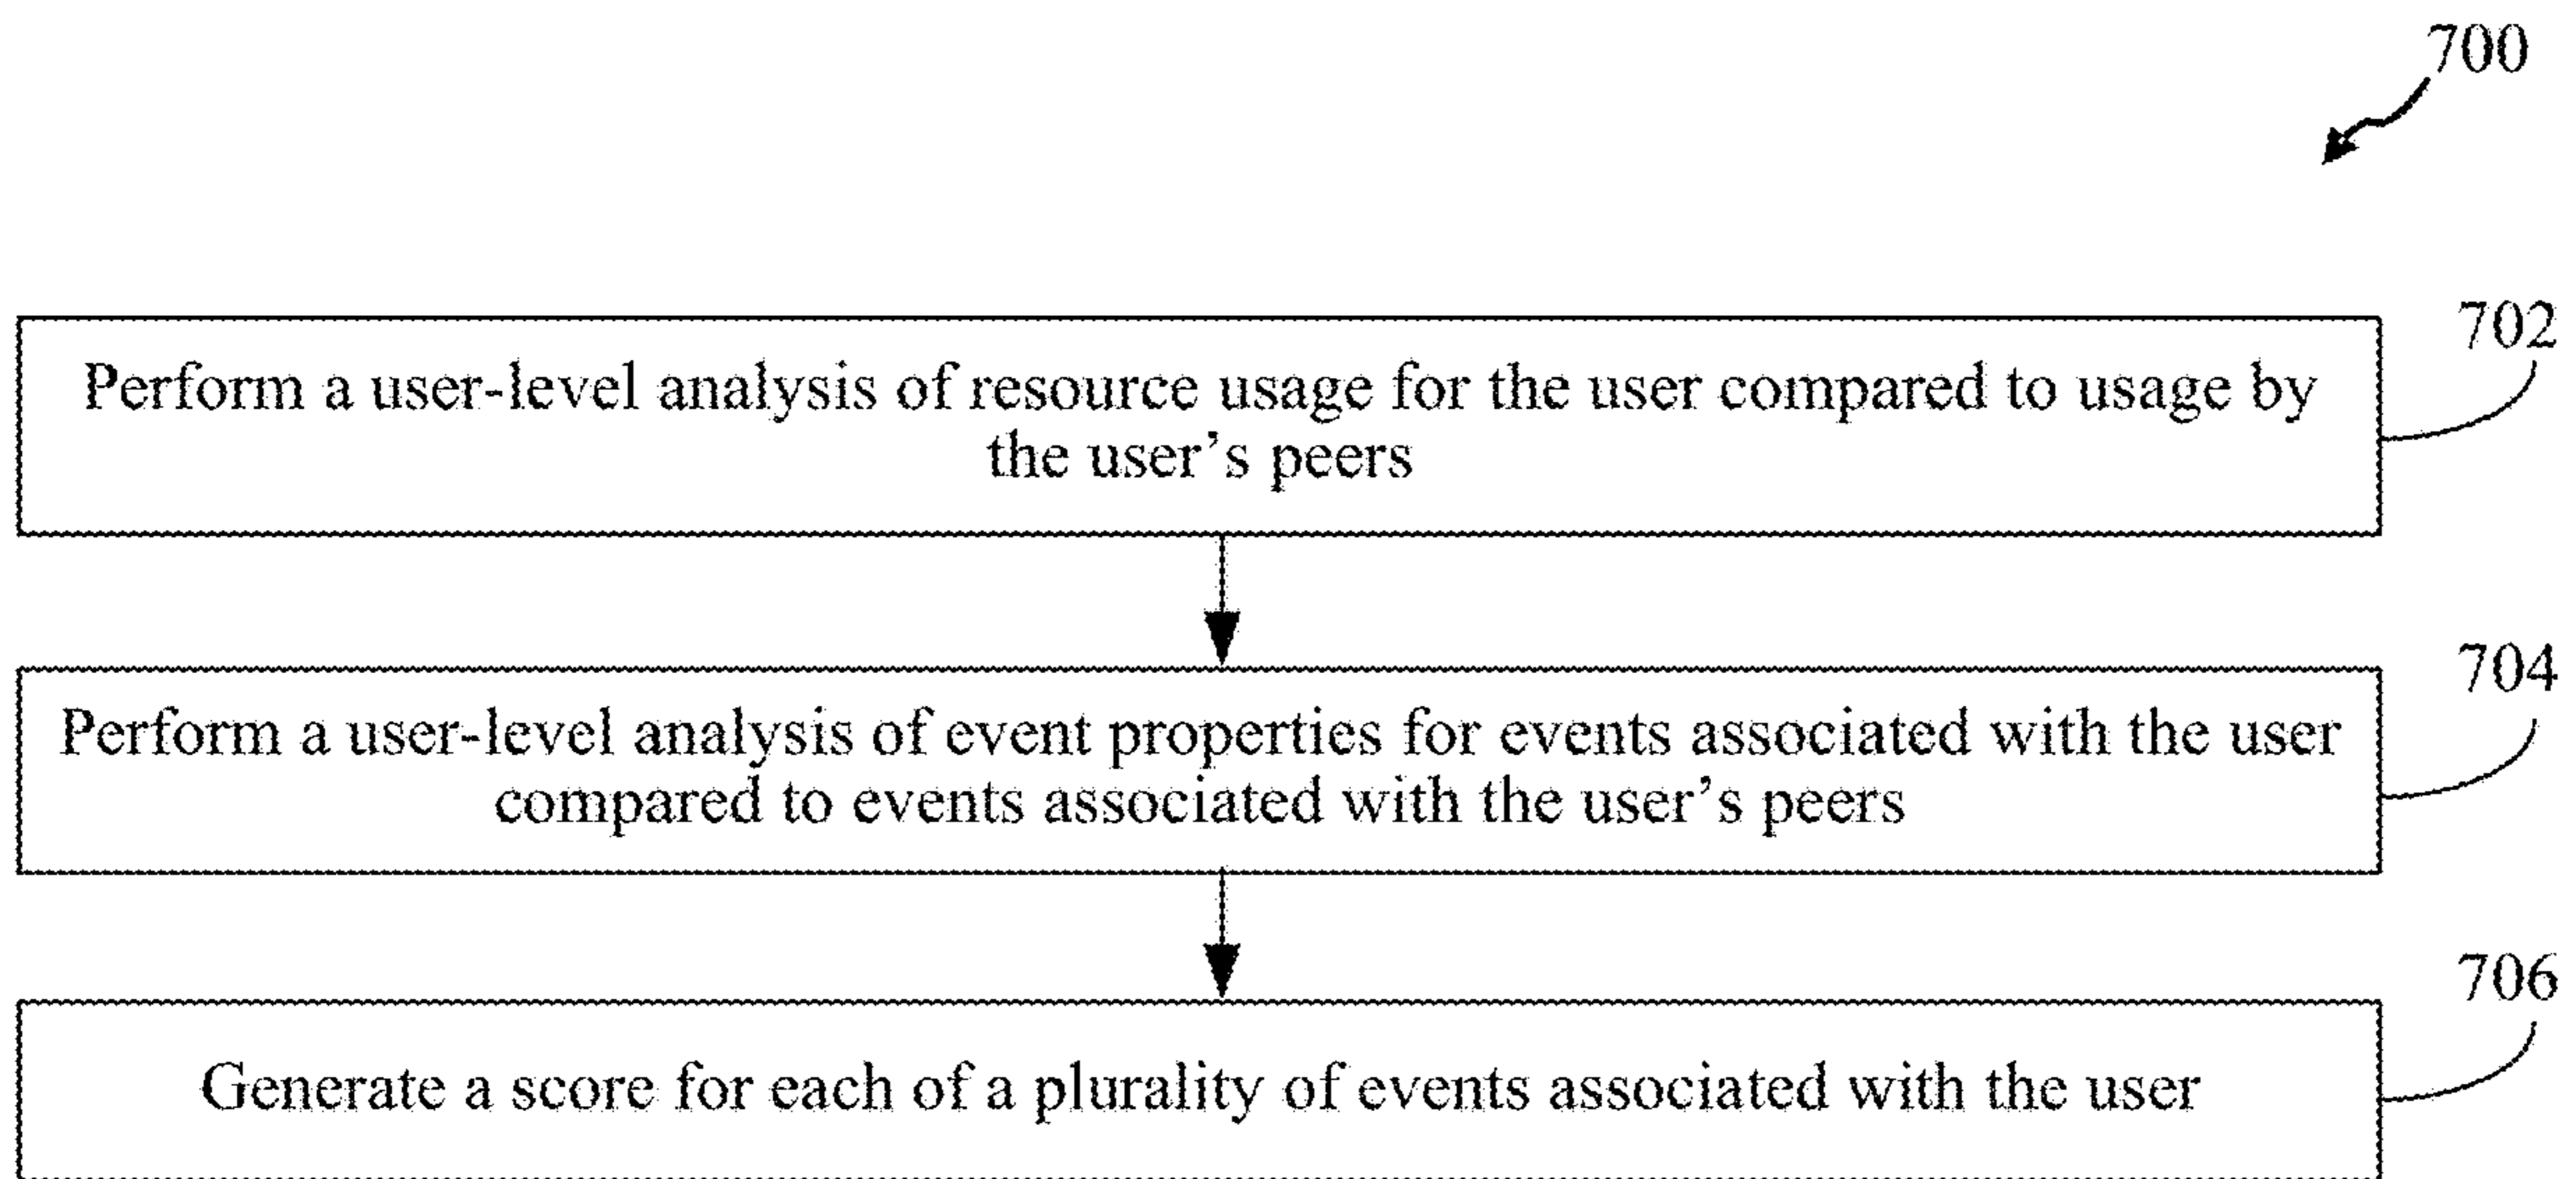 700
702
Perform a user-level analysis of resource usage for the user compared to usage by
the user's peers
704
Perform a user-level analysis of event properties for events associated with the user
compared to events associated with the user's peers
706
Generate a score for each of a plurality of events associated with the user